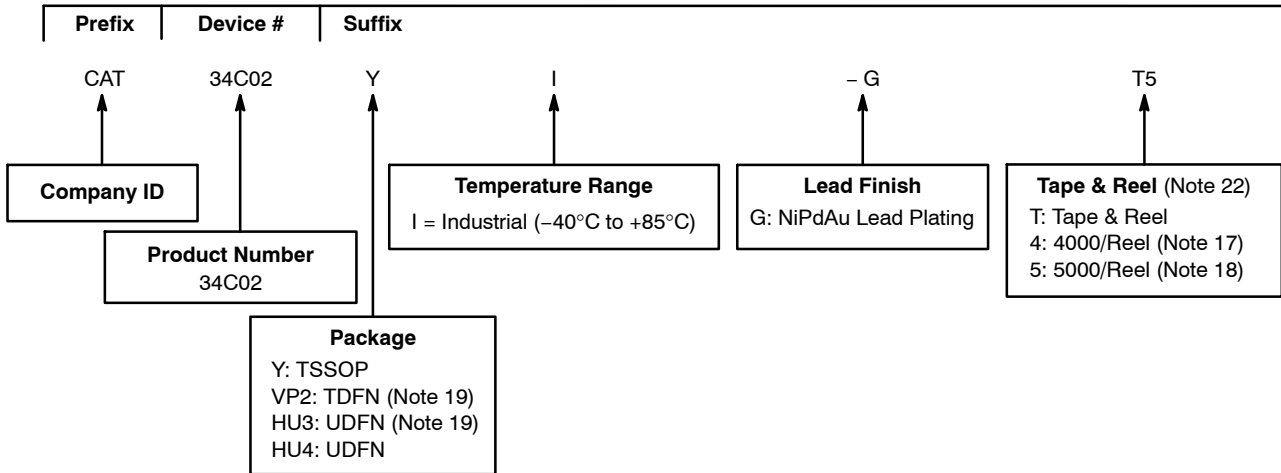 Prefix Device # Suffix
CAT 34C02 Y I – G T5
Company ID
Product Number
34C02
Package
Y: TSSOP
VP2: TDFN (Note 19)
HU3: UDFN (Note 19)
HU4: UDFN
Temperature Range
I = Industrial (−40°C to +85°C)
Lead Finish
G: NiPdAu Lead Plating
Tape & Reel (Note 22)
T: Tape & Reel
4: 4000/Reel (Note 17)
5: 5000/Reel (Note 18)